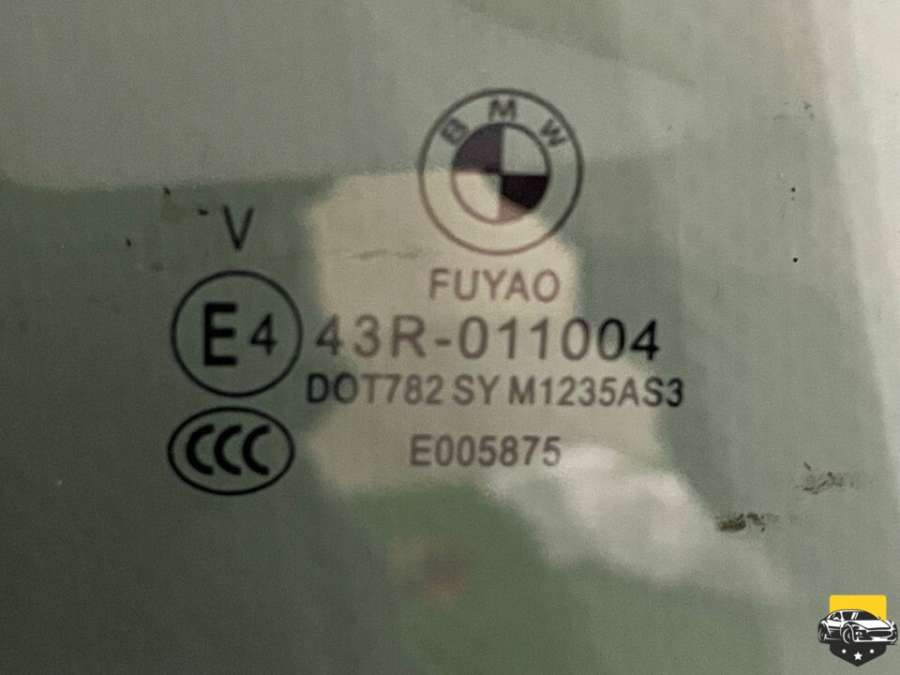 BMW
FUYAO
V
E4 43R-011004
DOT782 SY M1235AS3
CCC E005875